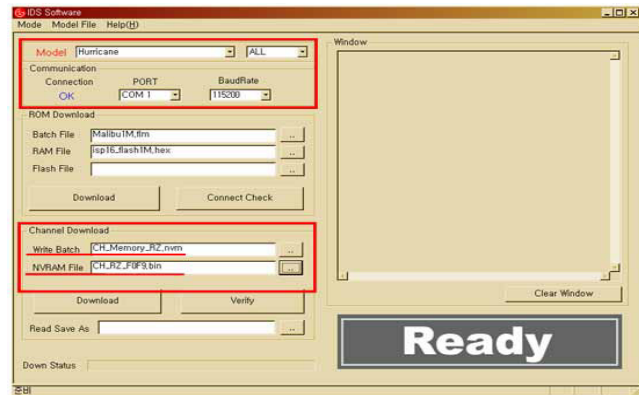 IDS Software
Mode Model File Help(H)
Model Hurricane ALL
Communication
Connection PORT BaudRate
OK COM 1 115200
ROM Download
Batch File Malibu1M,flm ..
RAM File isp16_flash1M,hex ..
Flash File ..
Download Connect Check
Channel Download
Write Batch CH_Memory_RZ,nvm ..
NVRAM File CH_RZ_F0F9,bin ..
Download Verify
Read Save As ..
Down Status
준비
Window
Clear Window
Ready